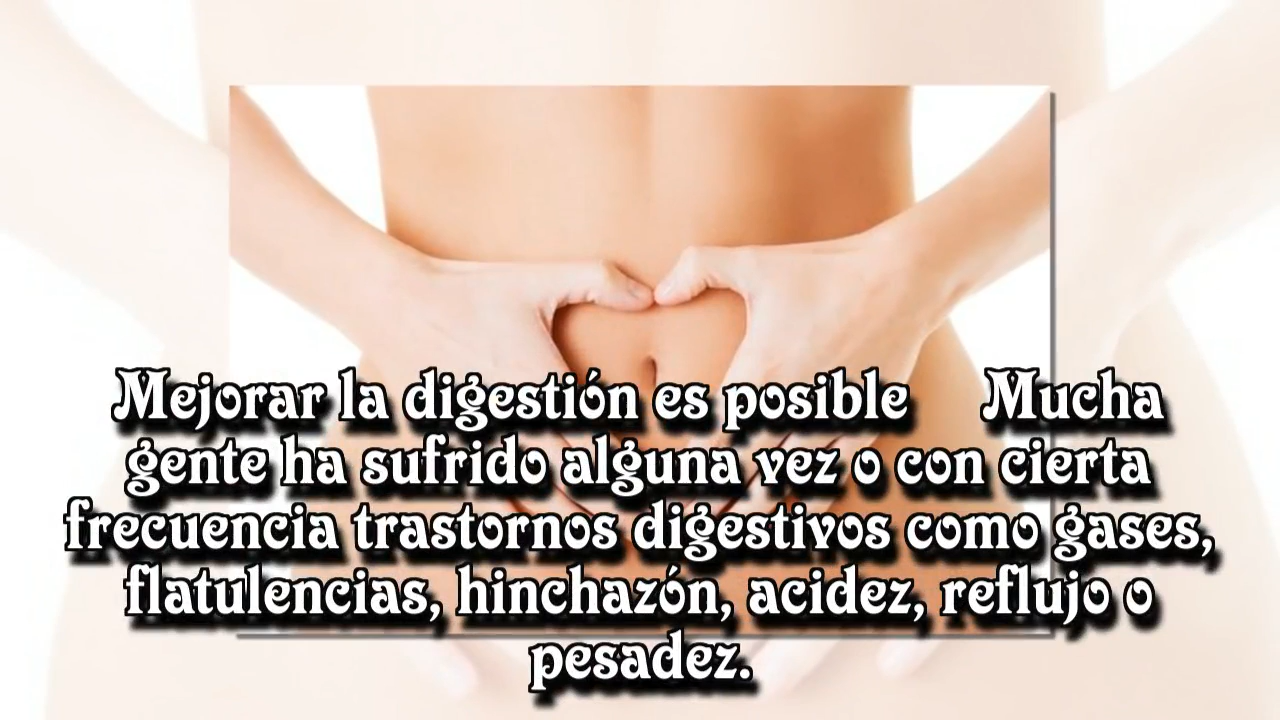 Mejorar la digestión es posible Mucha
gente ha sufrido alguna vez o con cierta
frecuencia trastornos digestivos como gases,
flatulencias, hinchazón, acidez, reflujo o
pesadez.